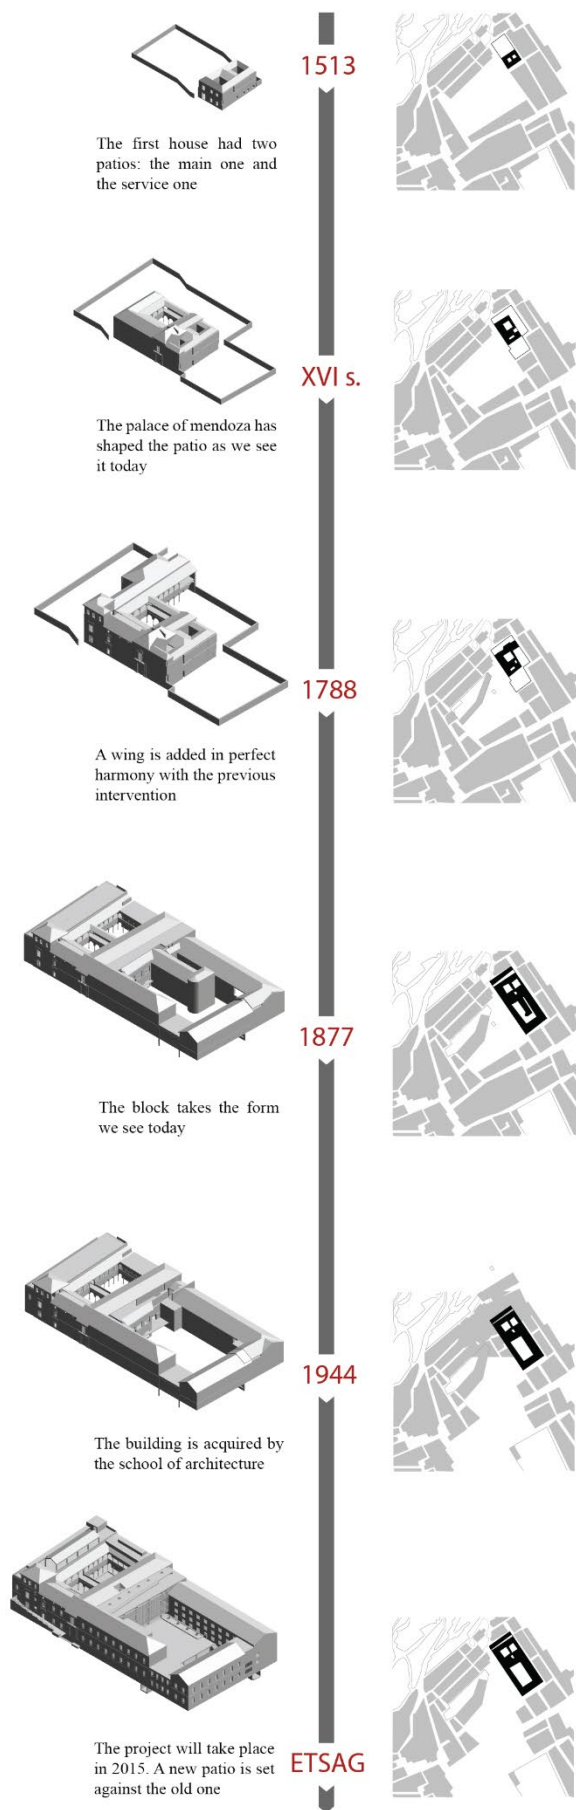 1513
The first house had two
patios: the main one and
the service one
XVI s.
The palace of mendoza has
shaped the patio as we see
it today
1788
A wing is added in perfect
harmony with the previous
intervention
1877
The block takes the form
we see today
1944
The building is acquired by
the school of architecture
The project will take place
in 2015. A new patio is set
against the old one
ETSAG